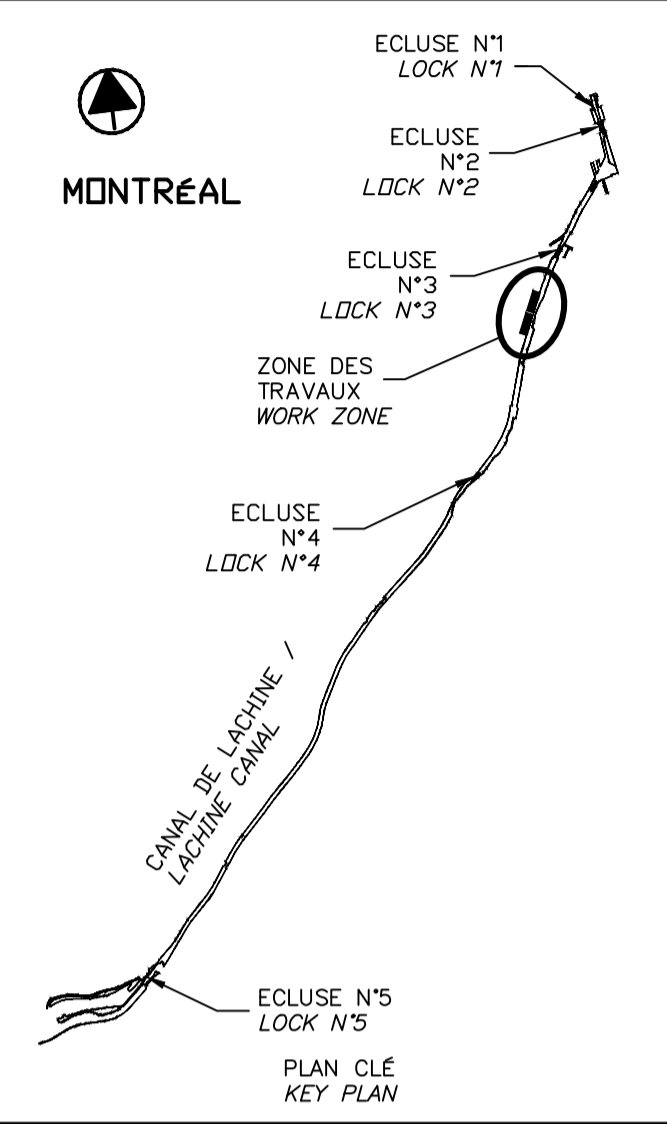 ECLUSE N°1
LOCK N°1
MONTRÉAL
ECLUSE
N°2
LOCK N°2
ECLUSE
N°3
LOCK N°3
ZONE DES
TRAVAUX
WORK ZONE
ECLUSE
N°4
LOCK N°4
CANAL DE LACHINE /
LACHINE CANAL
ECLUSE N°5
LOCK N°5
PLAN CLÉ
KEY PLAN